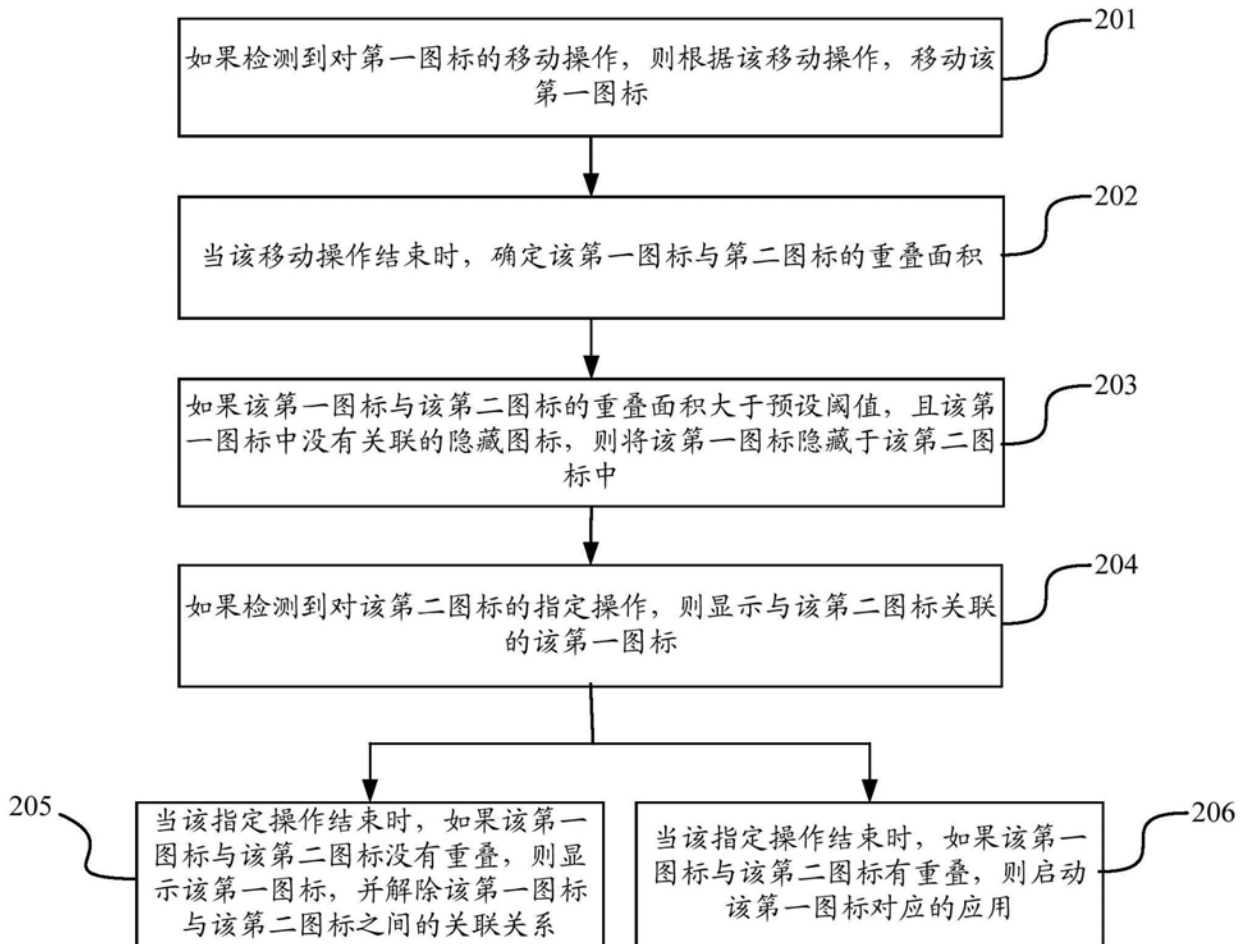 201
如果检测到对第一图标的移动操作，则根据该移动操作，移动该
第一图标
202
当该移动操作结束时，确定该第一图标与第二图标的重叠面积
203
如果该第一图标与该第二图标的重叠面积大于预设阈值，且该第
一图标中没有关联的隐藏图标，则将该第一图标隐藏于该第二图
标中
204
如果检测到对该第二图标的指定操作，则显示与该第二图标关联
的该第一图标
205
当该指定操作结束时，如果该第一
图标与该第二图标没有重叠，则显
示该第一图标，并解除该第一图标
与该第二图标之间的关联关系
206
当该指定操作结束时，如果该第一
图标与该第二图标有重叠，则启动
该第一图标对应的应用